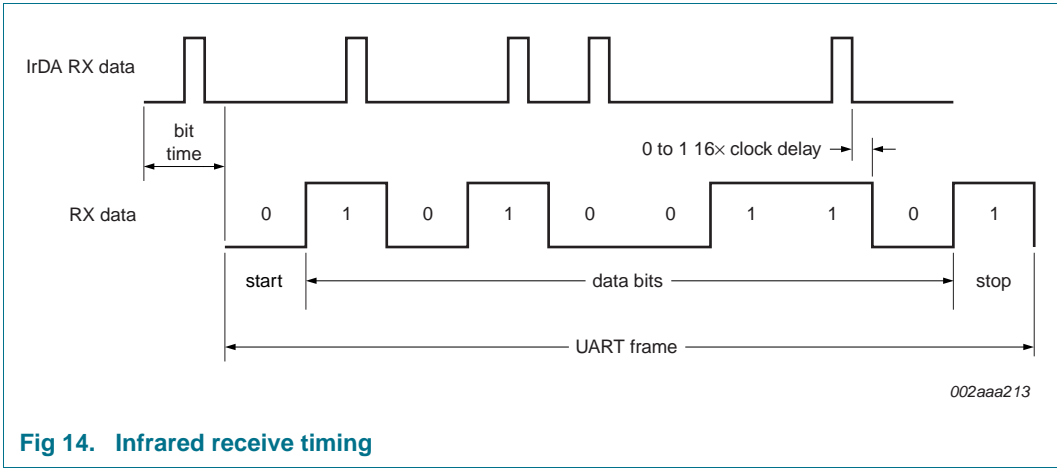 IrDA RX data
bit
time
0 to 1 16× clock delay
RX data
0 1 0 1 0 0 1 1 0 1
start
data bits
stop
UART frame
002aaa213
Fig 14. Infrared receive timing